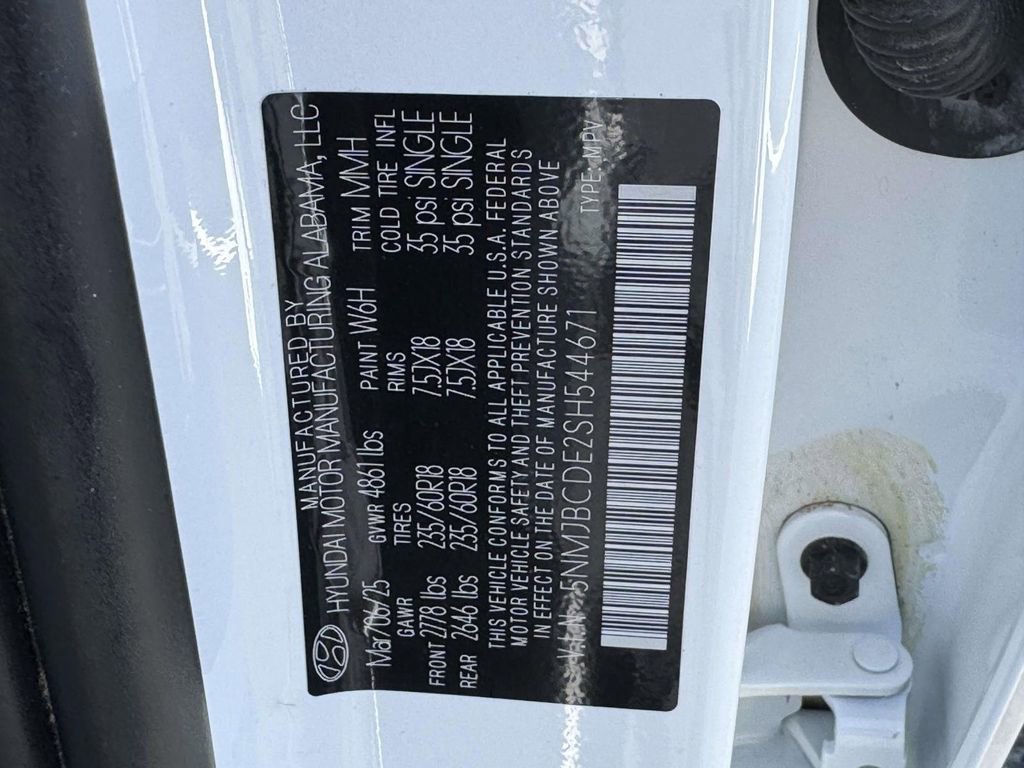 MANUFACTURED BY
HYUNDAI MOTOR MANUFACTURING ALABAMA, LLC
Mar/06/25 GVWR 4861 lbs PAINT W6H TRIM MMH
GAWR TIRES RIMS COLD TIRE INFL
FRONT 2778 lbs 235/60R18 7.5JX18 35 psi SINGLE
REAR 2646 lbs 235/60R18 7.5JX18 35 psi SINGLE
THIS VEHICLE CONFORMS TO ALL APPLICABLE U.S.A. FEDERAL
MOTOR VEHICLE SAFETY AND THEFT PREVENTION STANDARDS
IN EFFECT ON THE DATE OF MANUFACTURE SHOWN ABOVE
V.I.N.: 5NMJBCDE2SH544671 TYPE: MPV